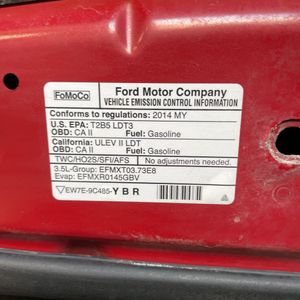 FoMoCo
Ford Motor Company
VEHICLE EMISSION CONTROL INFORMATION
Conforms to regulations: 2014 MY
U.S. EPA: T2B5 LDT3
OBD: CA II Fuel: Gasoline
California: ULEV II LDT
OBD: CA II Fuel: Gasoline
TWC/HO2S/SFI/AFS No adjustments needed.
3.5L-Group: EFMXT03.73E8
Evap: EFMXR0145GBV
EW7E-9C485-YBR